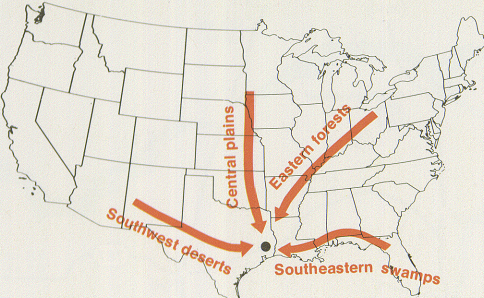 Central plains
Eastern forests
Southwest deserts
Southeastern swamps